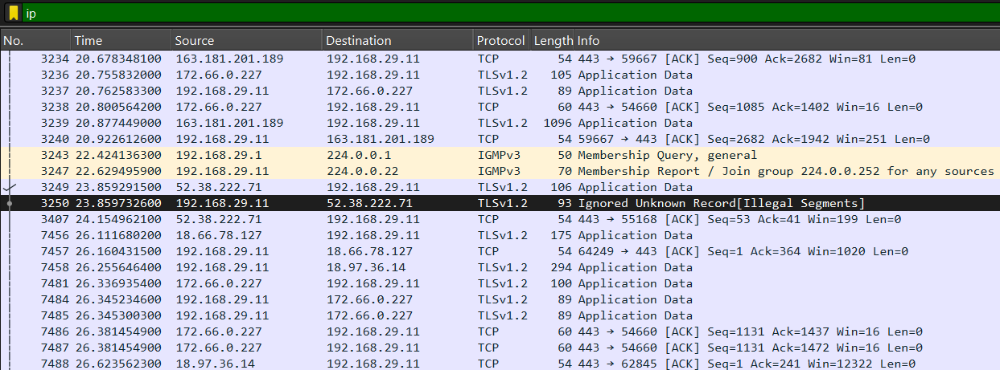 ip
No. Time Source Destination Protocol Length Info
3234 20.678348100 163.181.201.189 192.168.29.11 TCP 54 443 → 59667 [ACK] Seq=900 Ack=2682 Win=81 Len=0
3236 20.755832000 172.66.0.227 192.168.29.11 TLSv1.2 105 Application Data
3237 20.762583300 192.168.29.11 172.66.0.227 TLSv1.2 89 Application Data
3238 20.800564200 172.66.0.227 192.168.29.11 TCP 60 443 → 54660 [ACK] Seq=1085 Ack=1402 Win=16 Len=0
3239 20.877449000 163.181.201.189 192.168.29.11 TLSv1.2 1096 Application Data
3240 20.922612600 192.168.29.11 163.181.201.189 TCP 54 59667 → 443 [ACK] Seq=2682 Ack=1942 Win=251 Len=0
3243 22.424136300 192.168.29.1 224.0.0.1 IGMPv3 50 Membership Query, general
3247 22.629495900 192.168.29.11 224.0.0.22 IGMPv3 70 Membership Report / Join group 224.0.0.252 for any sources
3249 23.859291500 52.38.222.71 192.168.29.11 TLSv1.2 106 Application Data
3250 23.859732600 192.168.29.11 52.38.222.71 TLSv1.2 93 Ignored Unknown Record[Illegal Segments]
3407 24.154962100 52.38.222.71 192.168.29.11 TCP 54 443 → 55168 [ACK] Seq=53 Ack=41 Win=199 Len=0
7456 26.111680200 18.66.78.127 192.168.29.11 TLSv1.2 175 Application Data
7457 26.160431500 192.168.29.11 18.66.78.127 TCP 54 64249 → 443 [ACK] Seq=1 Ack=364 Win=1020 Len=0
7458 26.255646400 192.168.29.11 18.97.36.14 TLSv1.2 294 Application Data
7481 26.336935400 172.66.0.227 192.168.29.11 TLSv1.2 100 Application Data
7484 26.345234600 192.168.29.11 172.66.0.227 TLSv1.2 89 Application Data
7485 26.345300300 192.168.29.11 172.66.0.227 TLSv1.2 89 Application Data
7486 26.381454900 172.66.0.227 192.168.29.11 TCP 60 443 → 54660 [ACK] Seq=1131 Ack=1437 Win=16 Len=0
7487 26.381454900 172.66.0.227 192.168.29.11 TCP 60 443 → 54660 [ACK] Seq=1131 Ack=1472 Win=16 Len=0
7488 26.623562300 18.97.36.14 192.168.29.11 TCP 54 443 → 62845 [ACK] Seq=1 Ack=241 Win=12322 Len=0